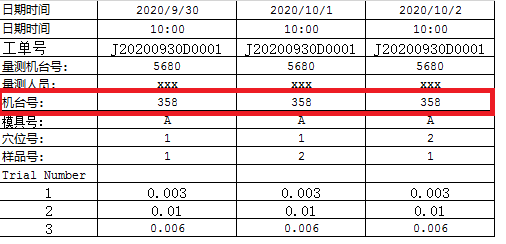 日期时间 2020/9/30 2020/10/1 2020/10/2
日期时间 10:00 10:00 10:00
工单号 J20200930D0001 J20200930D0001 J20200930D0001
量测机台号: 5680 5680 5680
量测人员: xxx xxx xxx
机台号: 358 358 358
模具号: A A A
穴位号: 1 1 2
样品号: 1 2 1
Trial Number
1 0.003 0.003 0.003
2 0.01 0.01 0.01
3 0.006 0.006 0.006